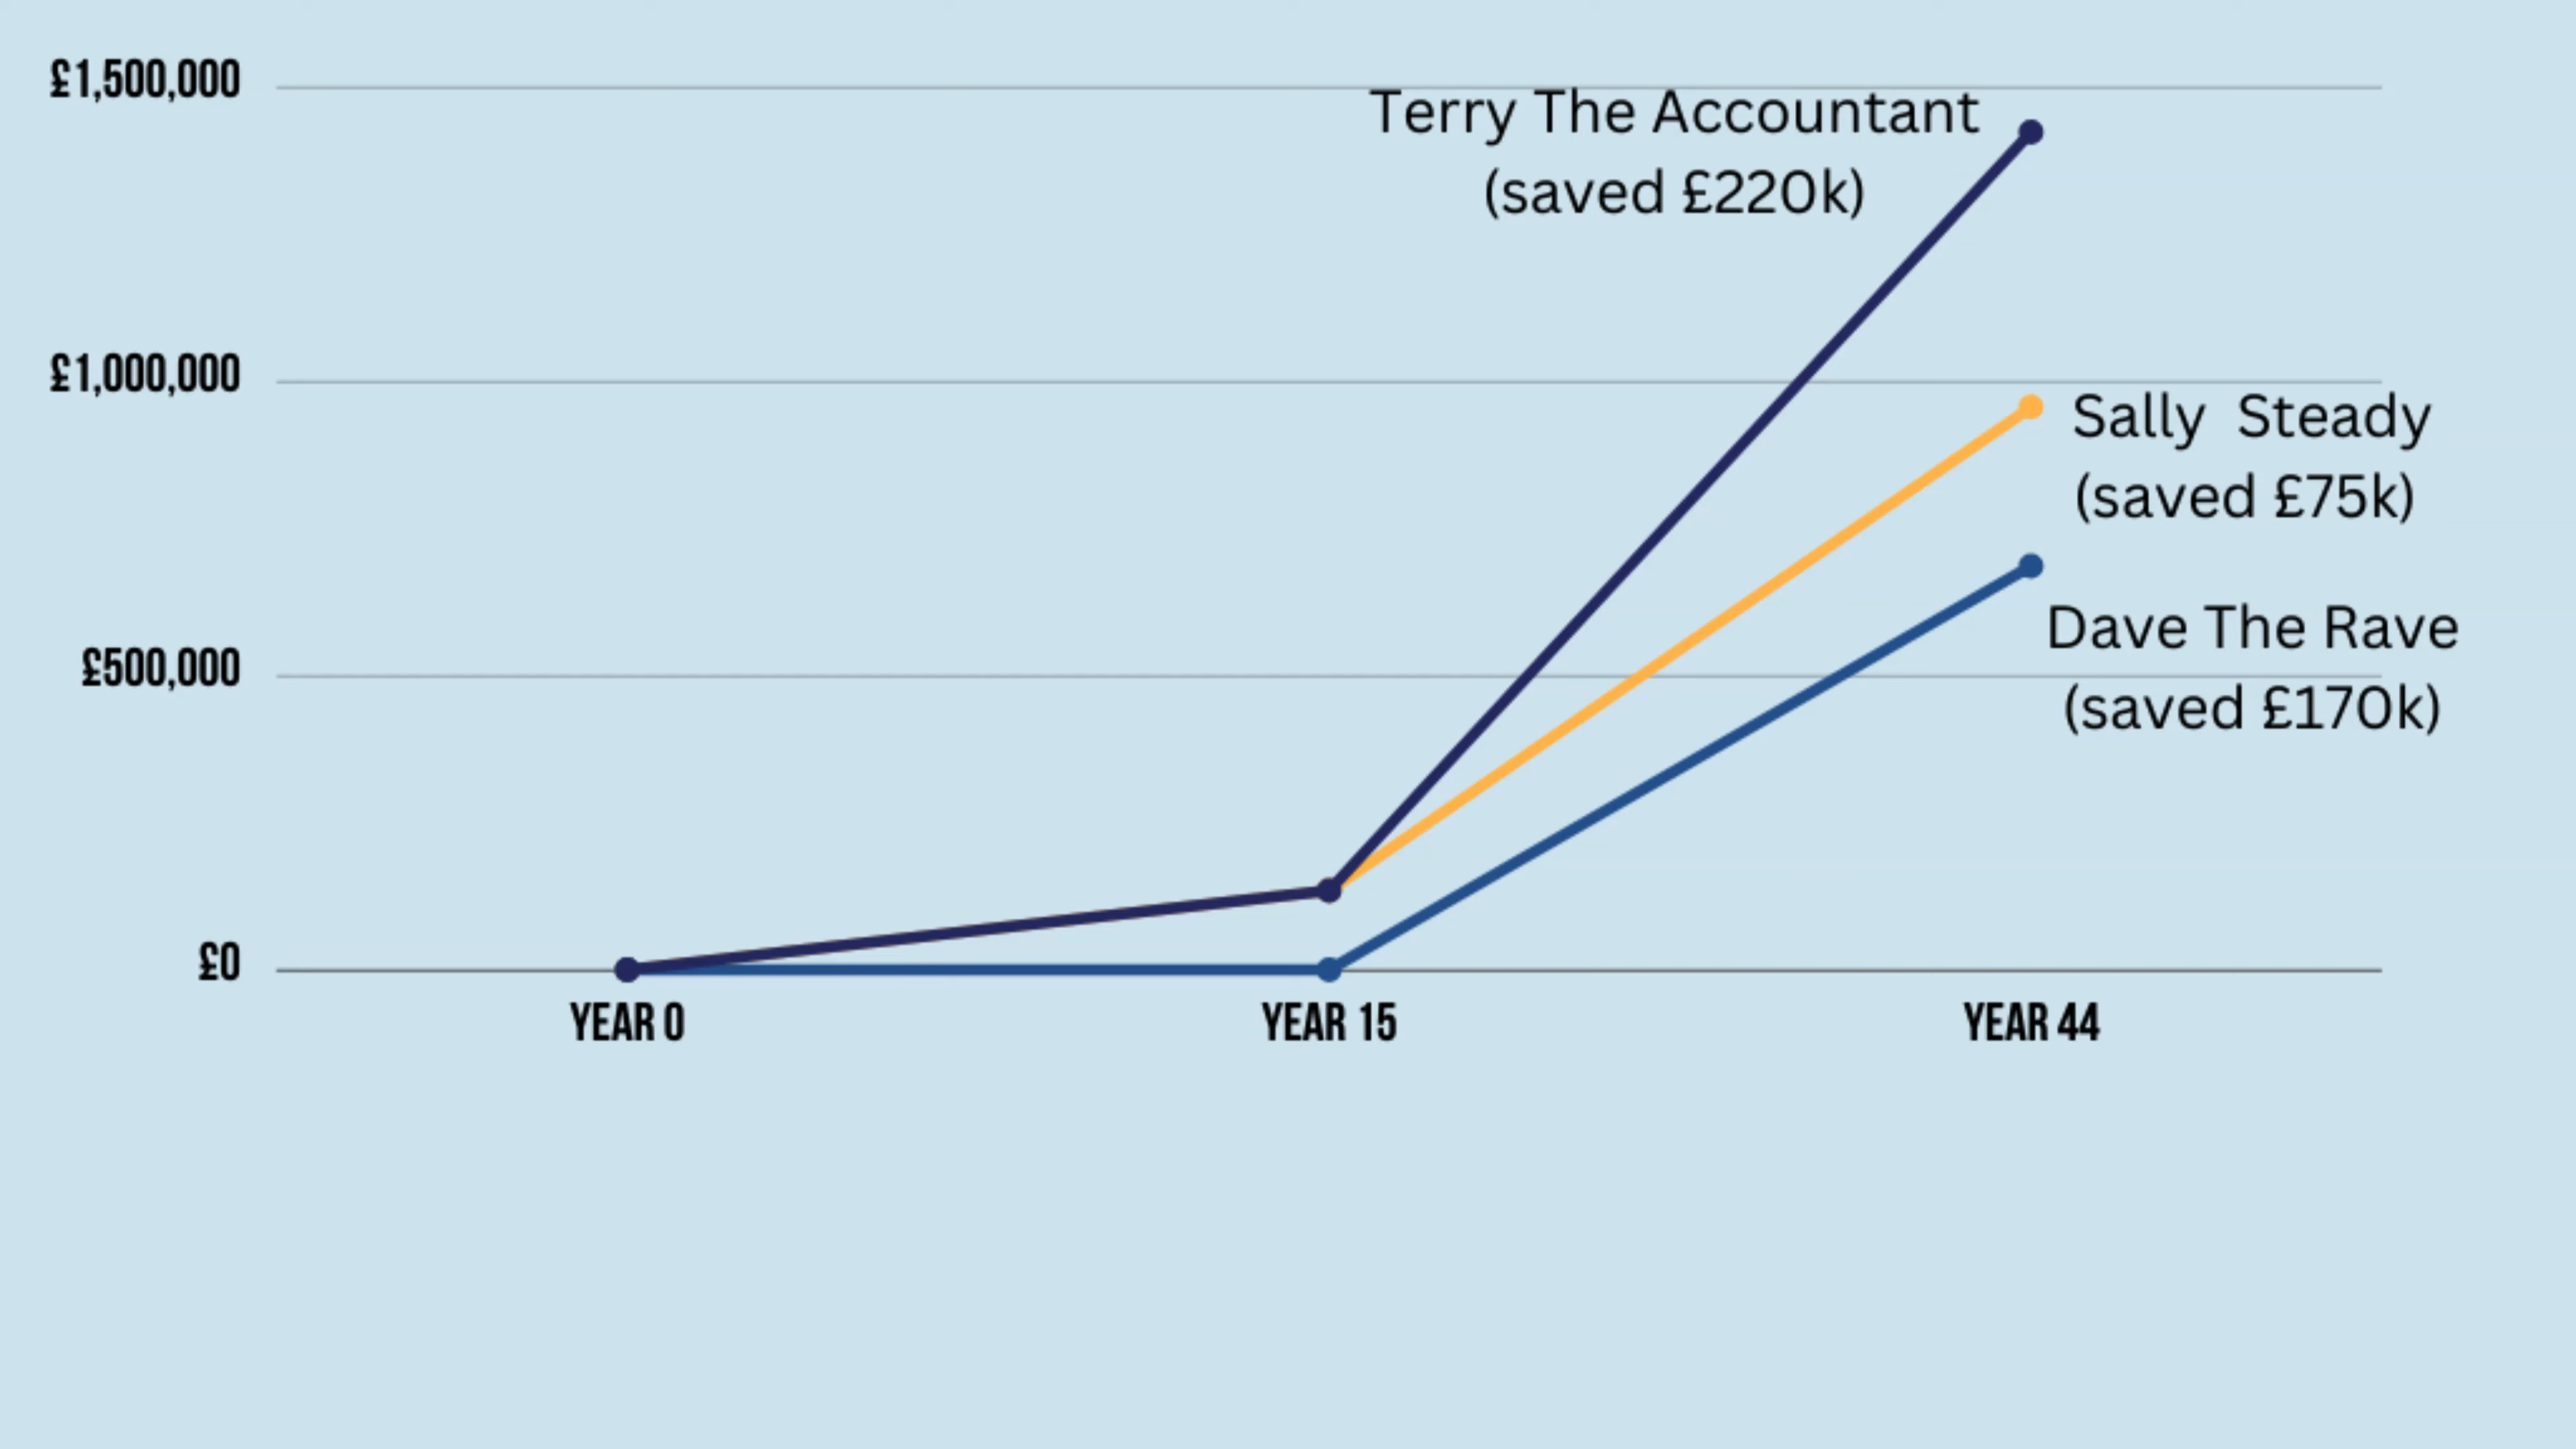 £1,500,000
Terry The Accountant
(saved £220k)
£1,000,000
Sally Steady
(saved £75k)
Dave The Rave
£500,000
(saved £170k)
£0
YEAR 0
YEAR 15
YEAR 44